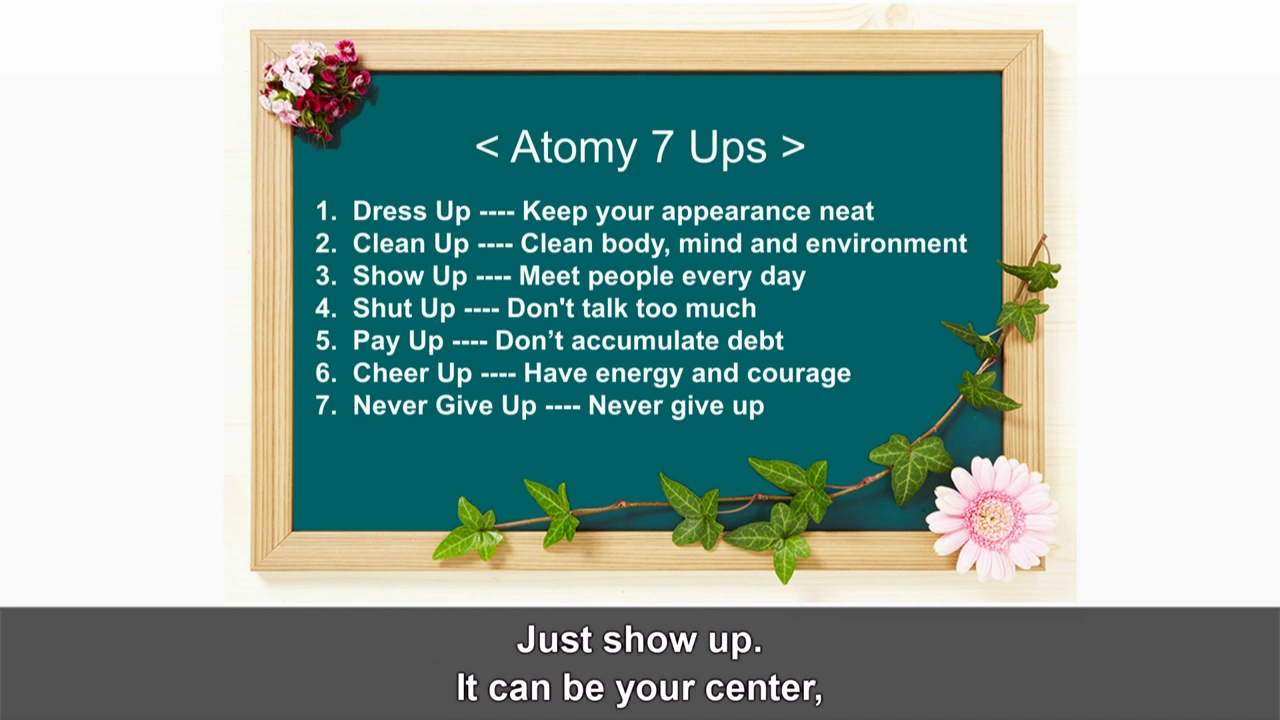 < Atomy 7 Ups >
1. Dress Up ---- Keep your appearance neat
2. Clean Up ---- Clean body, mind and environment
3. Show Up ---- Meet people every day
4. Shut Up ---- Don't talk too much
5. Pay Up ---- Don’t accumulate debt
6. Cheer Up ---- Have energy and courage
7. Never Give Up ---- Never give up
Just show up.
It can be your center,